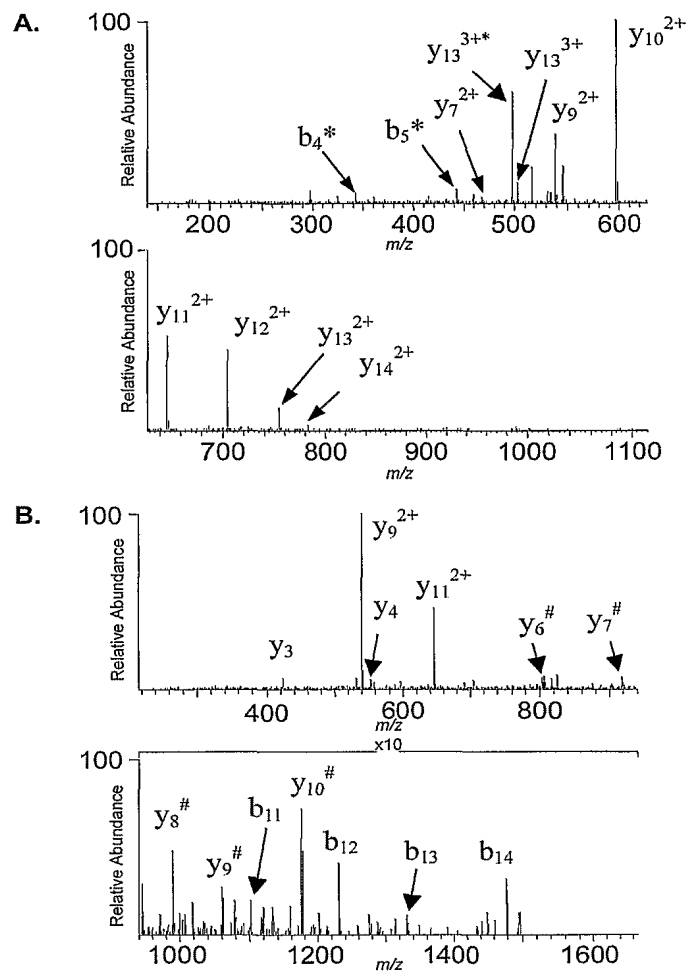 A.
100
Relative Abundance
b4*
b5*
y7 2+
y13 3+*
y13 3+
y9 2+
y10 2+
200 300 400 500 600
m/z
100
Relative Abundance
y11 2+
y12 2+
y13 2+
y14 2+
700 800 900 1000 1100
m/z
B.
100
Relative Abundance
y3
y9 2+
y4
y11 2+
y6#
y7#
400 600 800
m/z
x10
100
Relative Abundance
y8#
y9#
b11
y10#
b12
b13
b14
1000 1200 1400 1600
m/z